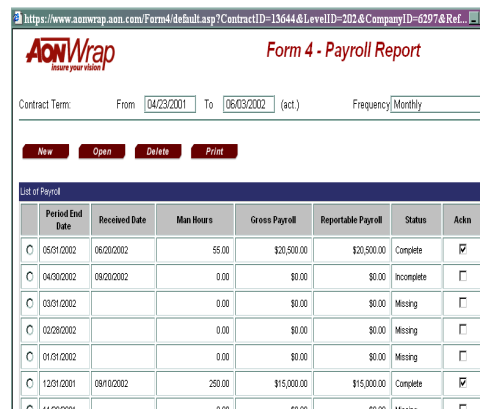 https://www.aonwrap.aon.com/Form4/default.asp?ContractID=13644&LevelID=202&CompanyID=6297&Ref...
AonWrap
insure your vision
Form 4 - Payroll Report
Contract Term: From 04/23/2001 To 06/03/2002 (act.) Frequency Monthly
New Open Delete Print
List of Payroll
Period End Date Received Date Man Hours Gross Payroll Reportable Payroll Status Ackn
05/31/2002 06/20/2002 55.00 $20,500.00 $20,500.00 Complete
04/30/2002 09/20/2002 0.00 $0.00 $0.00 Incomplete
03/31/2002 0.00 $0.00 $0.00 Missing
02/28/2002 0.00 $0.00 $0.00 Missing
01/31/2002 0.00 $0.00 $0.00 Missing
12/31/2001 09/10/2002 250.00 $15,000.00 $15,000.00 Complete